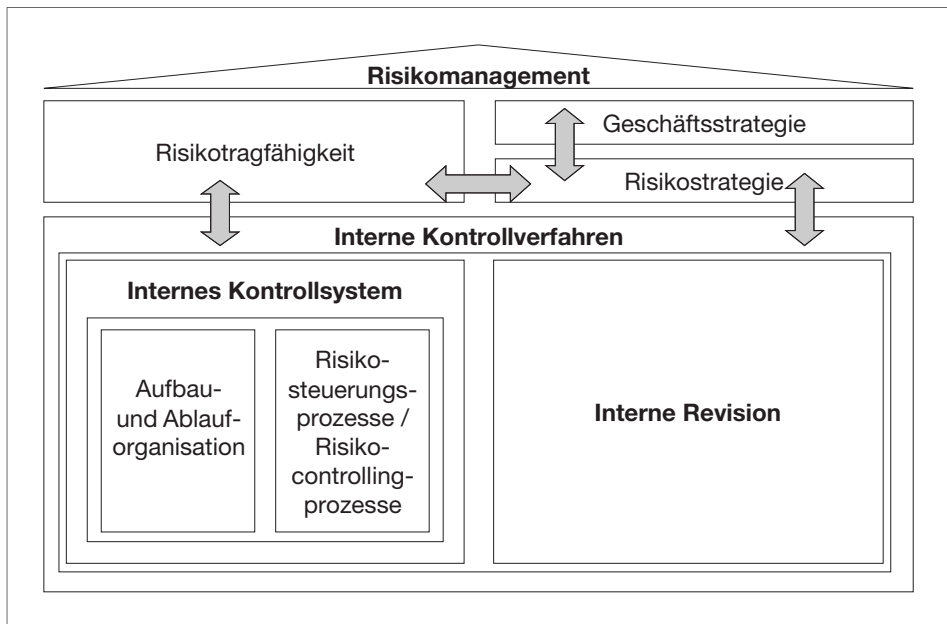 Risikomanagement
Risikotragfähigkeit
Geschäftsstrategie
Risikostrategie
Interne Kontrollverfahren
Internes Kontrollsystem
Aufbau-
und Ablauf-
organisation
Risiko-
steuerungs-
prozesse /
Risiko-
controlling-
prozesse
Interne Revision